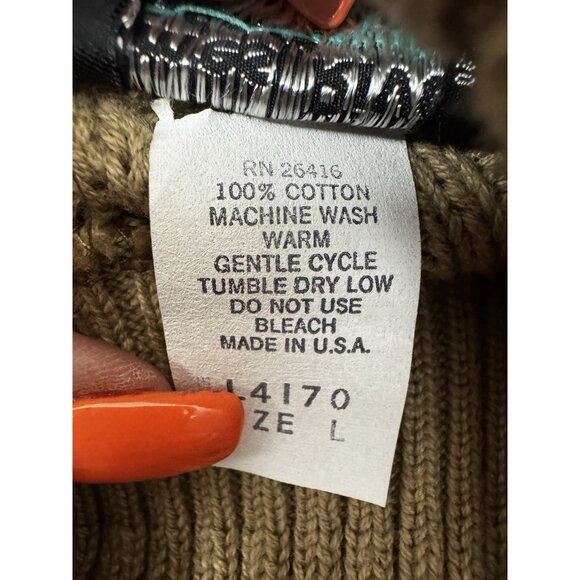 RN 26416
100% COTTON
MACHINE WASH
WARM
GENTLE CYCLE
TUMBLE DRY LOW
DO NOT USE
BLEACH
MADE IN U.S.A.
L4170
ZE L